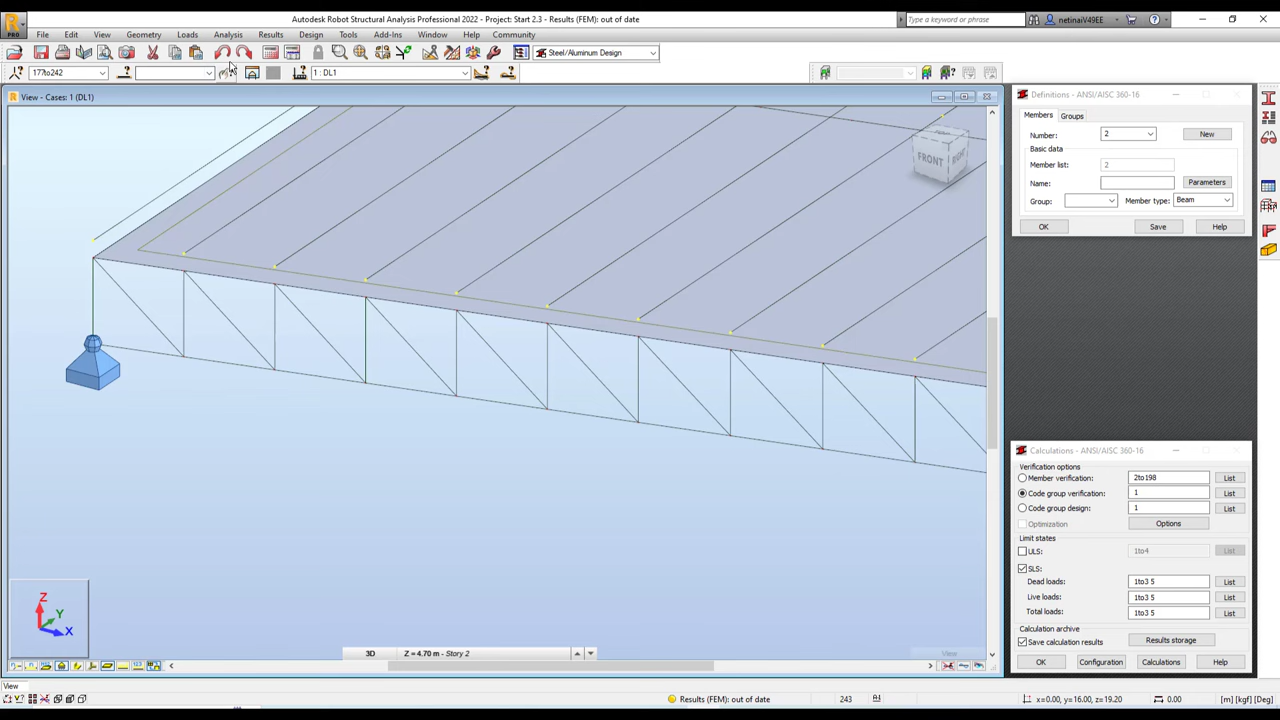 Autodesk Robot Structural Analysis Professional 2022 - Project: Start 2.3 - Results (FEM): out of date
Type a keyword or phrase
netinaiV49EE
PRO
File Edit View Geometry Loads Analysis Results Design Tools Add-Ins Window Help Community
Steel/Aluminum Design
177to242
1 : DL1
View - Cases: 1 (DL1)
FRONT
RIGHT
Definitions - ANSI/AISC 360-16
Members Groups
Number: 2 New
Basic data
Member list: 2
Name: Parameters
Group: Member type: Beam
OK Save Help
Calculations - ANSI/AISC 360-16
Verification options
Member verification: 2to198 List
Code group verification: 1 List
Code group design: 1 List
Optimization Options
Limit states
ULS: 1to4 List
SLS:
Dead loads: 1to3 5 List
Live loads: 1to3 5 List
Total loads: 1to3 5 List
Calculation archive
Save calculation results Results storage
OK Configuration Calculations Help
Z
Y
X
3D Z = 4.70 m - Story 2
View
View
Results (FEM): out of date 243 x=0.00, y=16.00, z=19.20 0.00 [m] [kgf] [Deg]